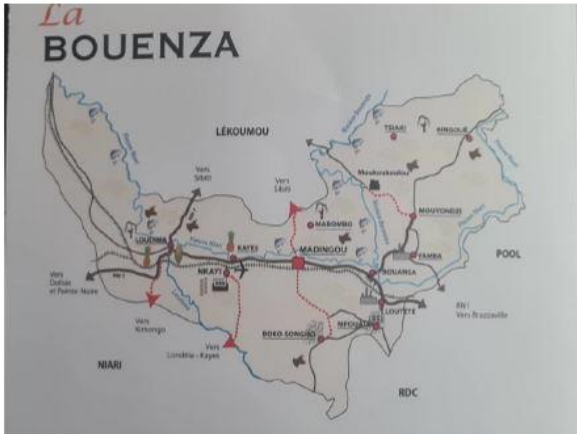 La
BOUENZA
LÉKOUMOU
TSIAKI
KINGOUE
Vers
Sibiti
Vers
Sibiti
Moukoukoulou
MABOMBO
MOUYONDZI
LOUDIMA
KAYES
MADINGOU
YAMBA
POOL
NKAYI
BOUANSA
Vers
Dolisie
et Pointe-Noire
RN1
LOUTETE
RN1
Vers Brazzaville
Vers
Kimongo
BOKO-SONGHO
MFOUATI
Vers
Londéla - Kayes
NIARI
RDC